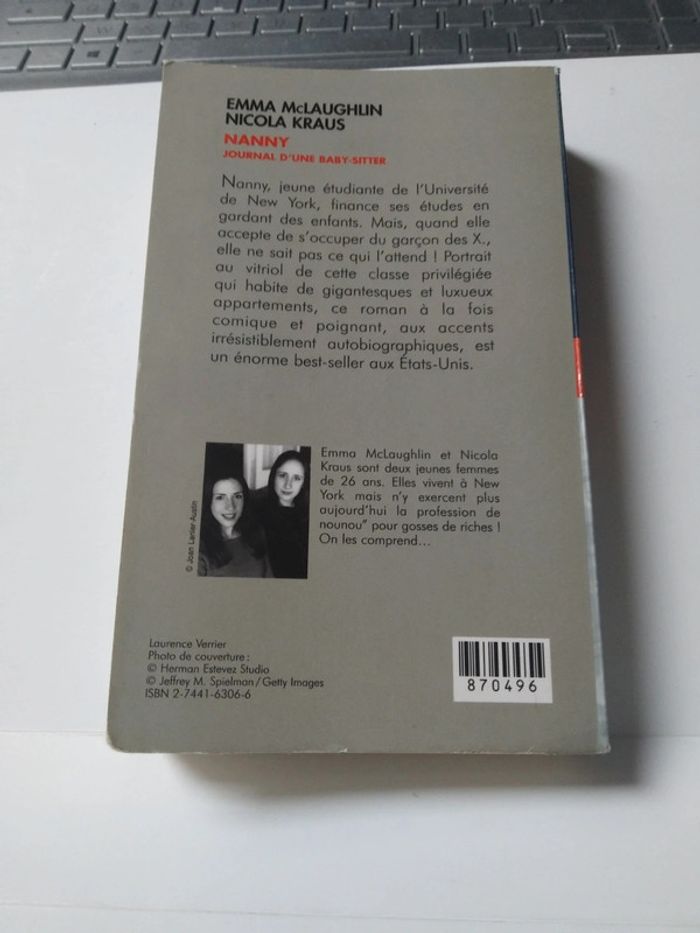 EMMA McLAUGHLIN
NICOLA KRAUS
NANNY
JOURNAL D'UNE BABY-SITTER
Nanny, jeune étudiante de l'Université
de New York, finance ses études en
gardant des enfants. Mais, quand elle
accepte de s'occuper du garçon des X.,
elle ne sait pas ce qui l'attend ! Portrait
au vitriol de cette classe privilégiée
qui habite de gigantesques et luxueux
appartements, ce roman à la fois
comique et poignant, aux accents
irrésistiblement autobiographiques, est
un énorme best-seller aux États-Unis.
© Joan Lanier Austin
Emma McLaughlin et Nicola
Kraus sont deux jeunes femmes
de 26 ans. Elles vivent à New
York mais n'y exercent plus
aujourd'hui la profession de
nounou" pour gosses de riches !
On les comprend...
Laurence Verrier
Photo de couverture :
© Herman Estevez Studio
© Jeffrey M. Spielman / Getty Images
ISBN 2-7441-6306-6
870496